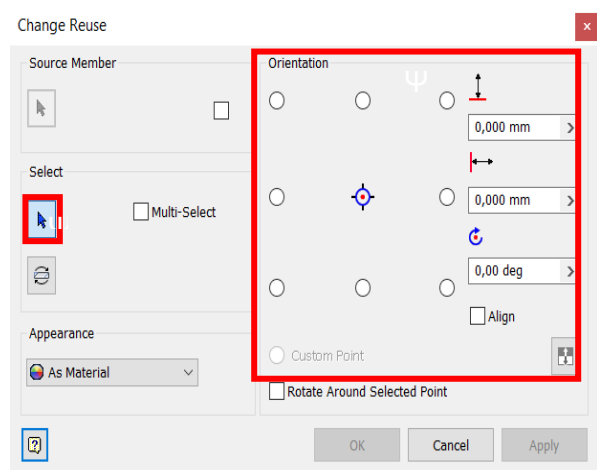 Change Reuse
Source Member
Orientation
Ψ
0,000 mm
Select
Multi-Select
0,000 mm
0,00 deg
Align
Appearance
As Material
Custom Point
Rotate Around Selected Point
OK
Cancel
Apply